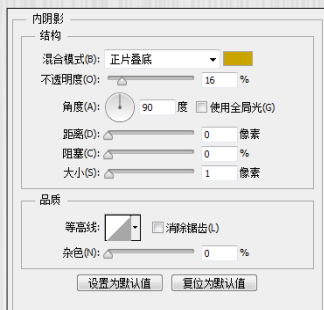 内阴影
结构
混合模式(B): 正片叠底
不透明度(O): 16 %
角度(A): 90 度 使用全局光(G)
距离(D): 0 像素
阻塞(C): 0 %
大小(S): 1 像素
品质
等高线: 消除锯齿(L)
杂色(N): 0 %
设置为默认值 复位为默认值